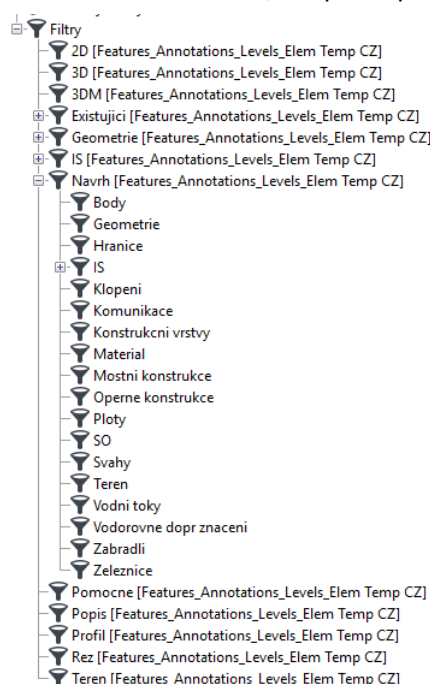 Filtry
2D [Features_Annotations_Levels_Elem Temp CZ]
3D [Features_Annotations_Levels_Elem Temp CZ]
3DM [Features_Annotations_Levels_Elem Temp CZ]
Existujici [Features_Annotations_Levels_Elem Temp CZ]
Geometrie [Features_Annotations_Levels_Elem Temp CZ]
IS [Features_Annotations_Levels_Elem Temp CZ]
Navrh [Features_Annotations_Levels_Elem Temp CZ]
Body
Geometrie
Hranice
IS
Klopeni
Komunikace
Konstrukcni vrstvy
Material
Mostni konstrukce
Operne konstrukce
Ploty
SO
Svahy
Teren
Vodni toky
Vodorovne dopr znaceni
Zabradli
Zeleznice
Pomocne [Features_Annotations_Levels_Elem Temp CZ]
Popis [Features_Annotations_Levels_Elem Temp CZ]
Profil [Features_Annotations_Levels_Elem Temp CZ]
Rez [Features_Annotations_Levels_Elem Temp CZ]
Teren [Features_Annotations_Levels_Elem Temp CZ]